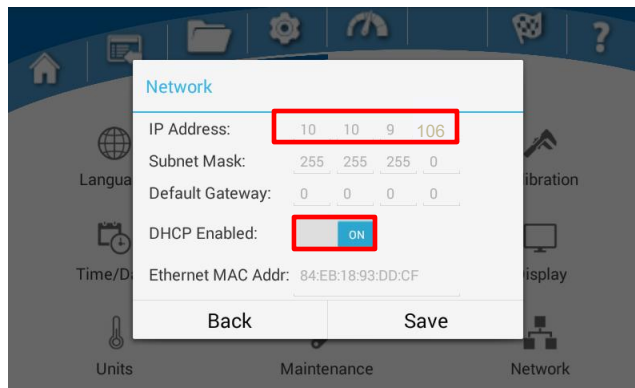 ?
Network
IP Address: 10 10 9 106
Subnet Mask: 255 255 255 0
Langua
ibration
Default Gateway: 0 0 0 0
DHCP Enabled: ON
Time/Da
isplay
Ethernet MAC Addr: 84:EB:18:93:DD:CF
Back Save
Units Maintenance Network